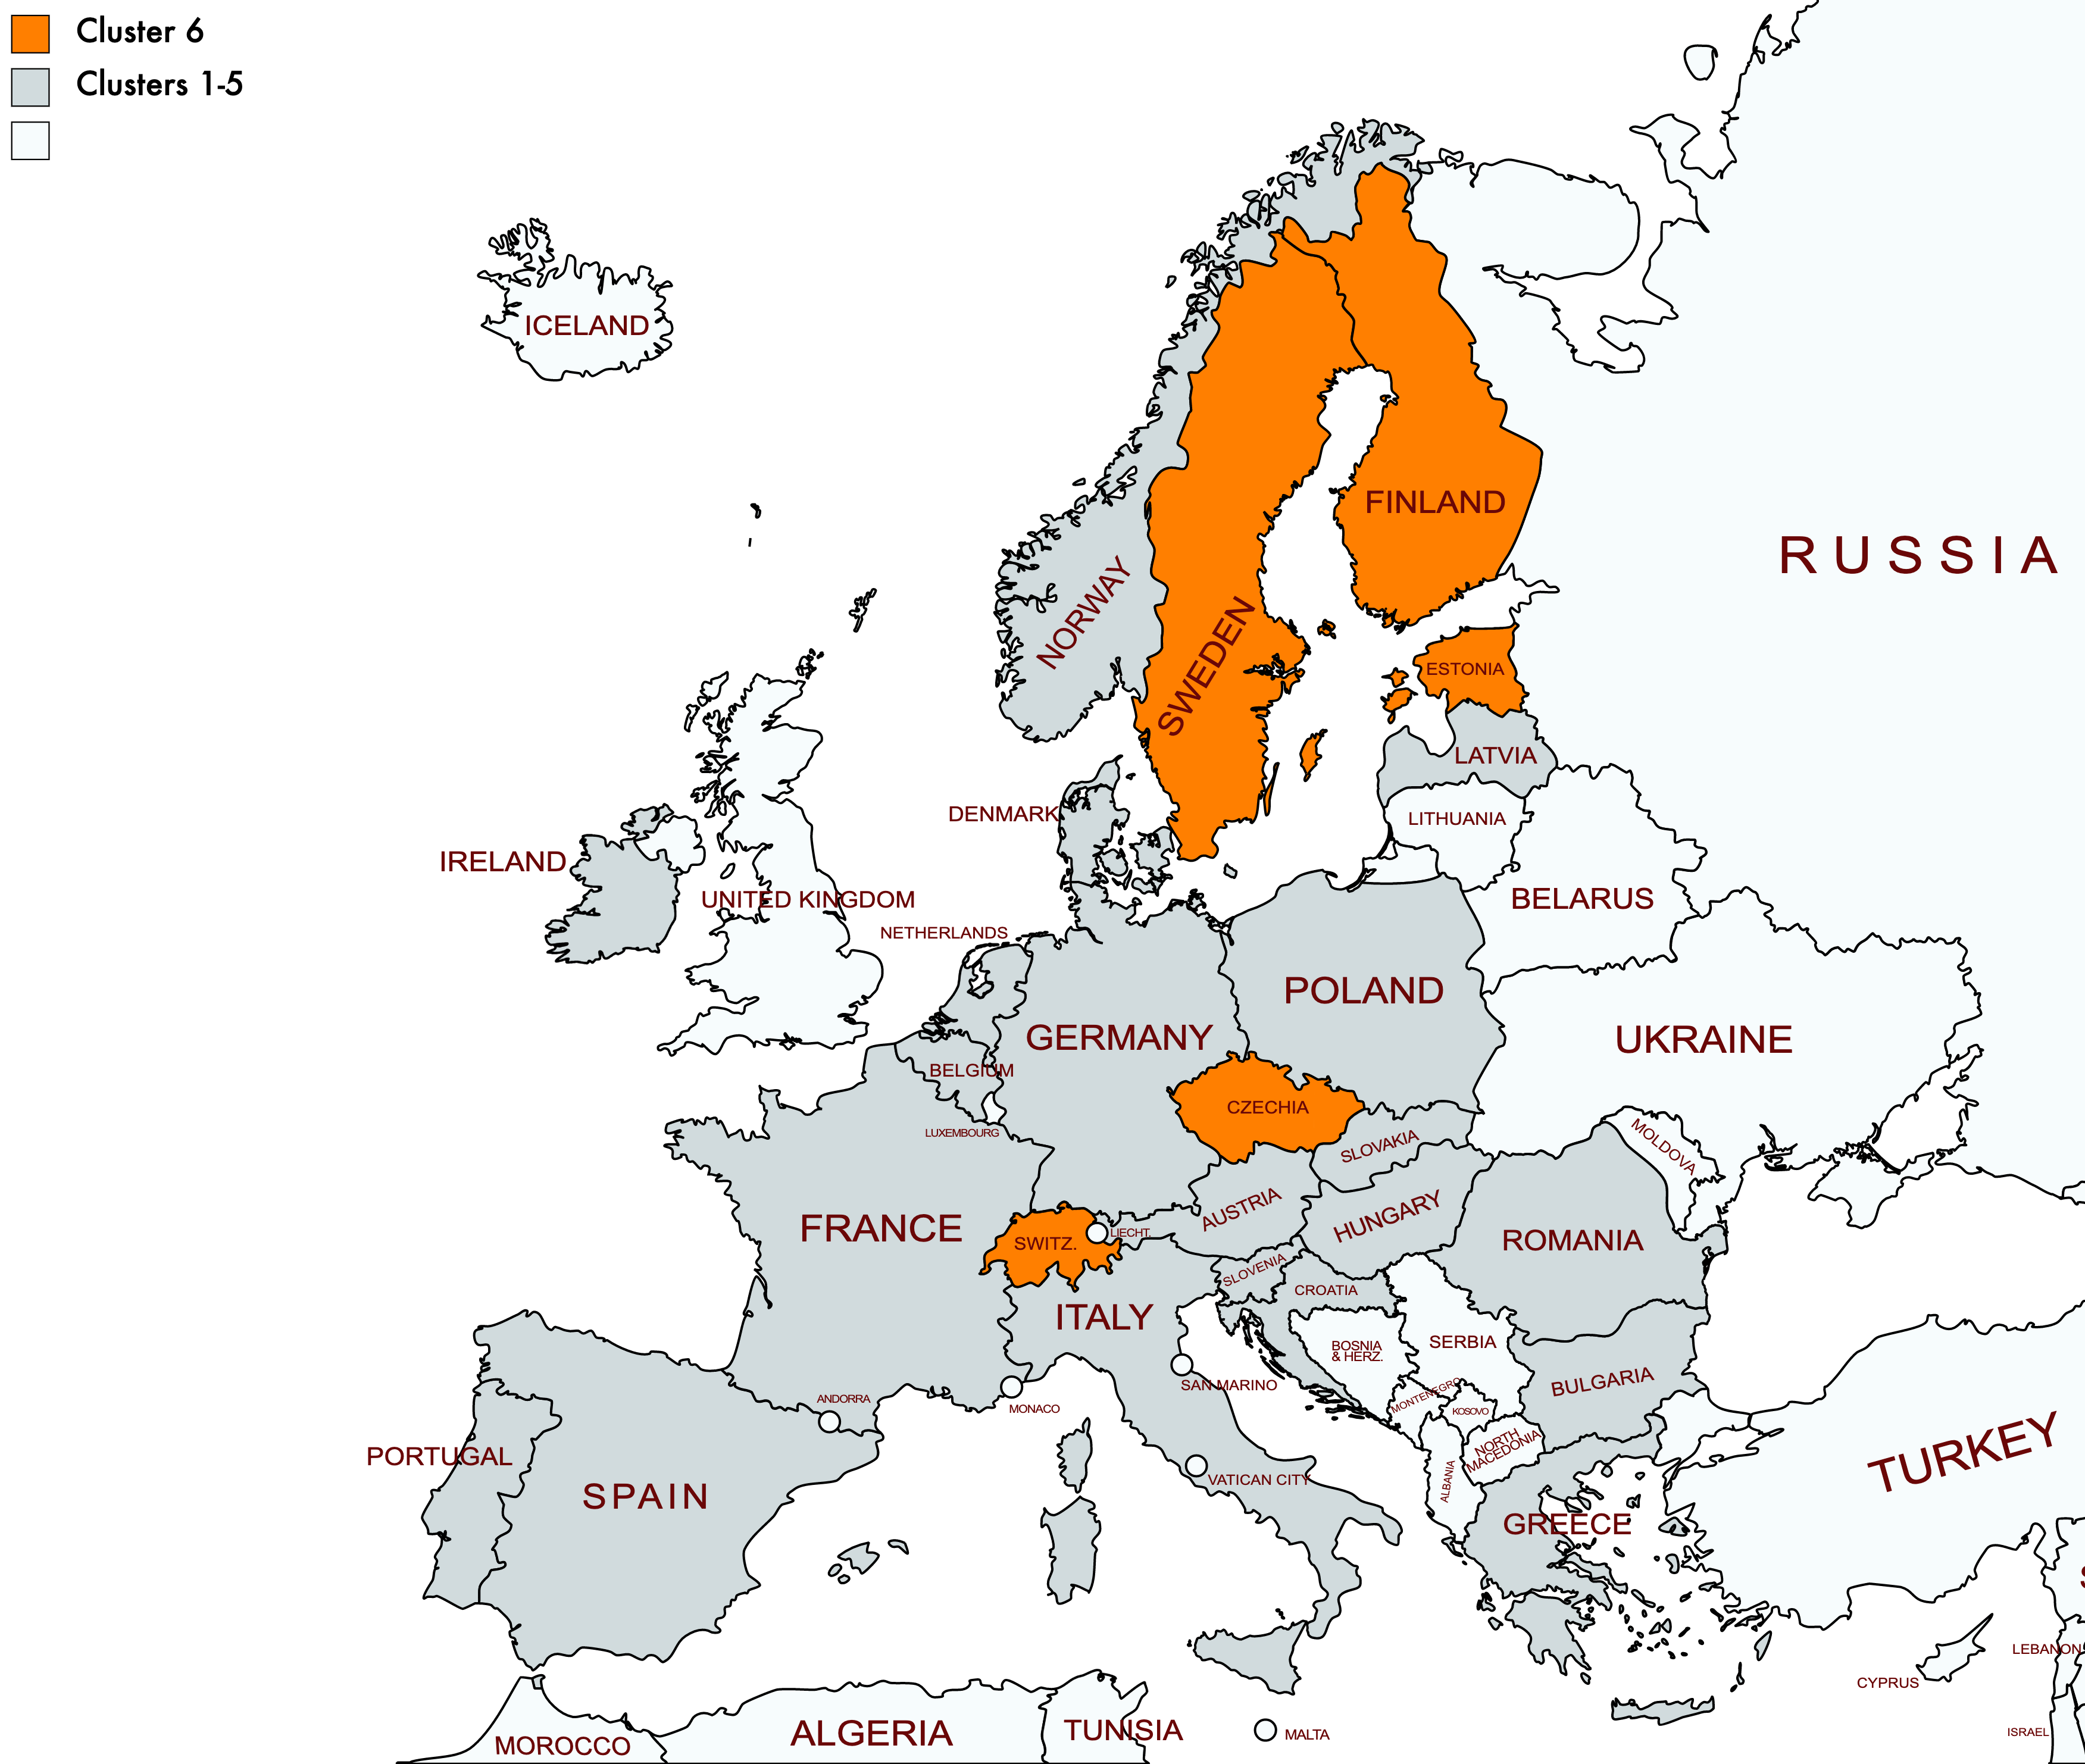 Cluster 6
Clusters 1-5
ICELAND
FINLAND
RUSSIA
NORWAY
SWEDEN
ESTONIA
LATVIA
DENMARK
LITHUANIA
IRELAND
UNITED KINGDOM
BELARUS
NETHERLANDS
POLAND
GERMANY
UKRAINE
BELGIUM
CZECHIA
LUXEMBOURG
SLOVAKIA
MOLDOVA
AUSTRIA
HUNGARY
FRANCE
SWITZ.
LIECHT.
ROMANIA
SLOVENIA
CROATIA
ITALY
BOSNIA
& HERZ.
SERBIA
SAN MARINO
BULGARIA
MONTENEGRO
ANDORRA
MONACO
KOSOVO
NORTH
MACEDONIA
TURKEY
PORTUGAL
SPAIN
VATICAN CITY
ALBANIA
GREECE
S
LEBANON
CYPRUS
ISRAEL
MOROCCO
ALGERIA
TUNISIA
MALTA